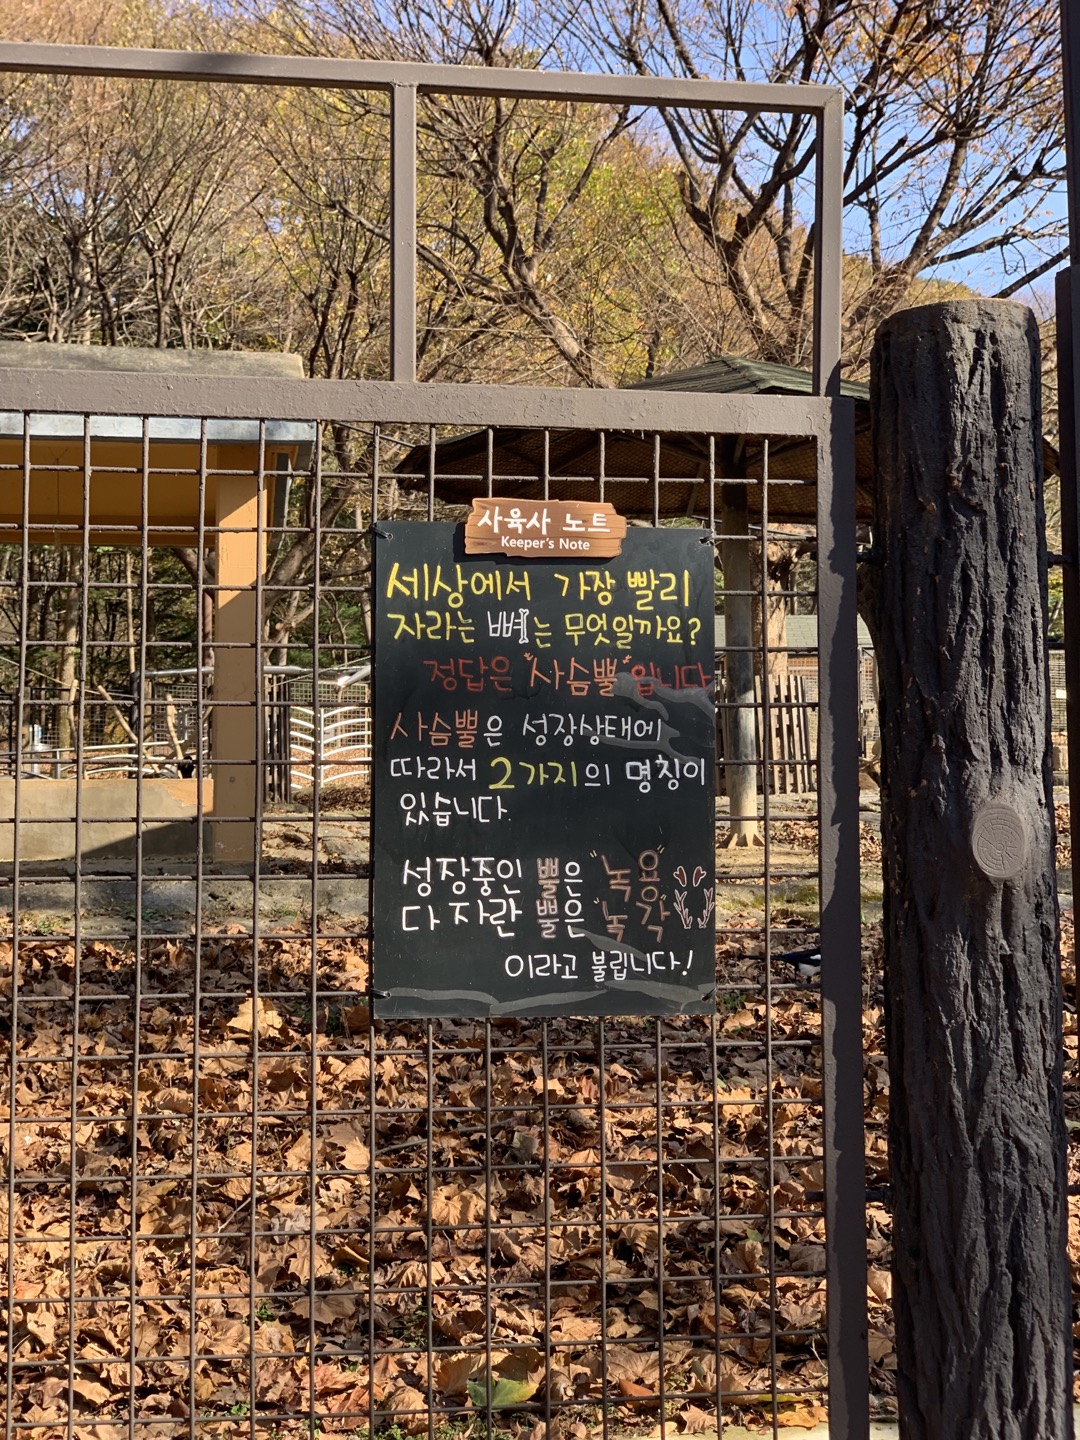 사육사 노트
Keeper's Note
세상에서 가장 빨리
자라는 뼈는 무엇일까요?
정답은 "사슴뿔" 입니다
사슴뿔은 성장상태에
따라서 2가지의 명칭이
있습니다.
성장중인 뿔은 "녹용"
다 자란 뿔은 "녹각"
이라고 불립니다!